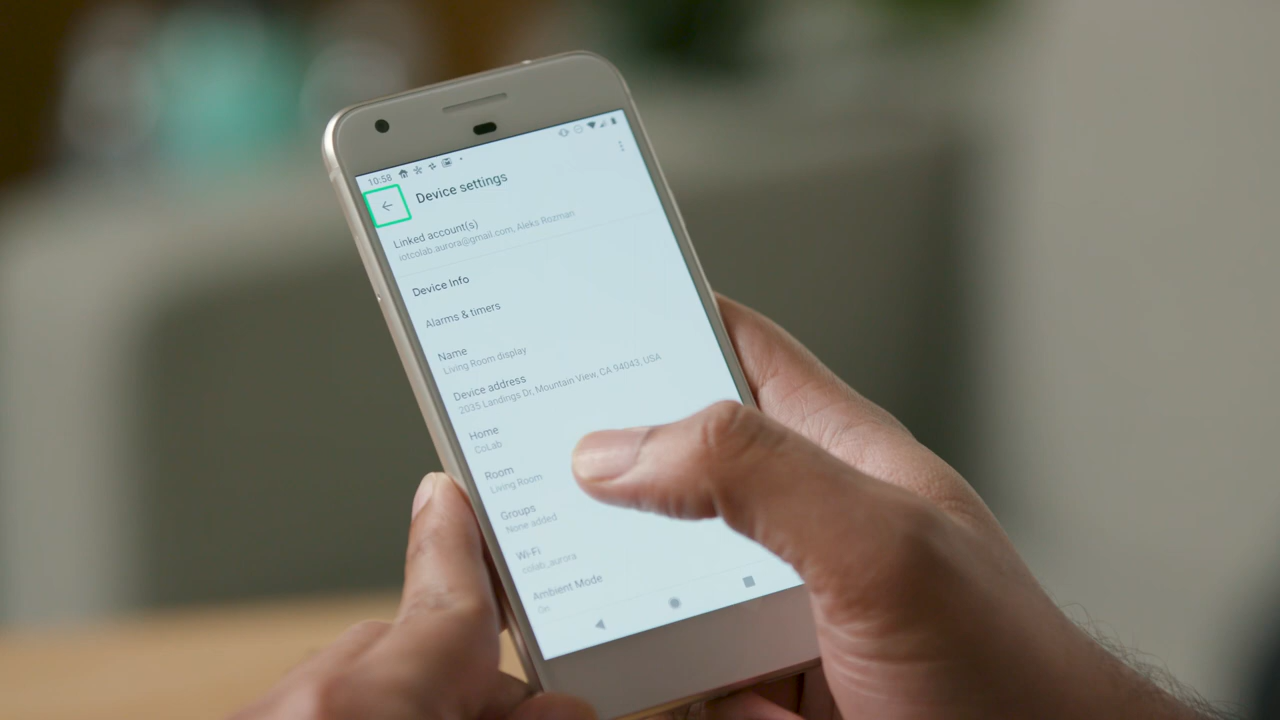 10:58
Device settings
Linked account(s)
iotcolab.aurora@gmail.com, Aleks Rozman
Device Info
Alarms & timers
Name
Living Room display
Device address
2035 Landings Dr, Mountain View, CA 94043, USA
Home
CoLab
Room
Living Room
Groups
None added
Wi-Fi
colab_aurora
Ambient Mode
On